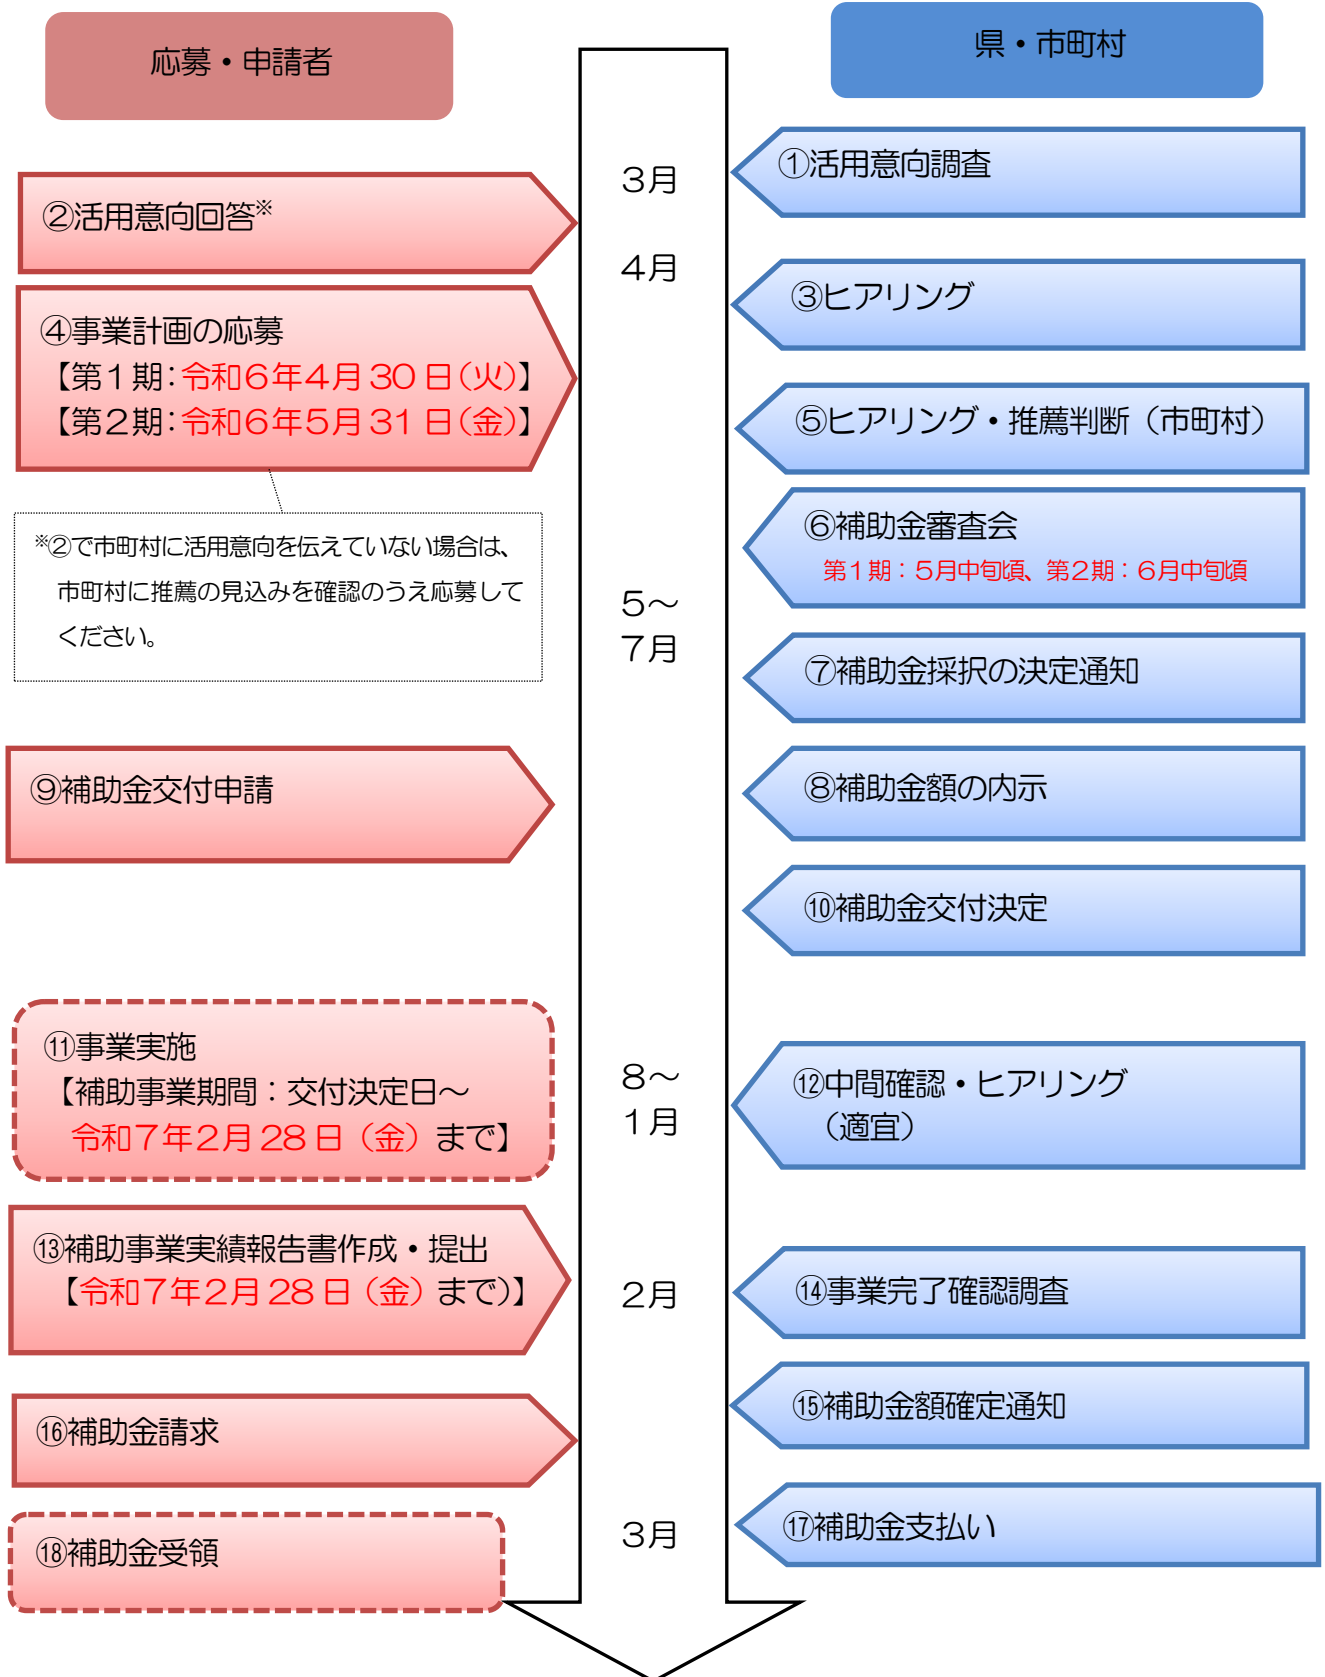 応募・申請者
県・市町村
3月
①活用意向調査
②活用意向回答※
4月
③ヒアリング
④事業計画の応募
【第１期：令和６年４月30日（火）】
【第２期：令和６年５月31日（金）】
⑤ヒアリング・推薦判断（市町村）
※②で市町村に活用意向を伝えていない場合は、
市町村に推薦の見込みを確認のうえ応募して
ください。
⑥補助金審査会
第１期：５月中旬頃、第２期：６月中旬頃
５～
７月
⑦補助金採択の決定通知
⑧補助金額の内示
⑨補助金交付申請
⑩補助金交付決定
⑪事業実施
【補助事業期間：交付決定日～
令和７年２月28日（金）まで】
８～
１月
⑫中間確認・ヒアリング
（適宜）
⑬補助事業実績報告書作成・提出
【令和７年２月28日（金）まで）】
２月
⑭事業完了確認調査
⑮補助金額確定通知
⑯補助金請求
３月
⑰補助金支払い
⑱補助金受領